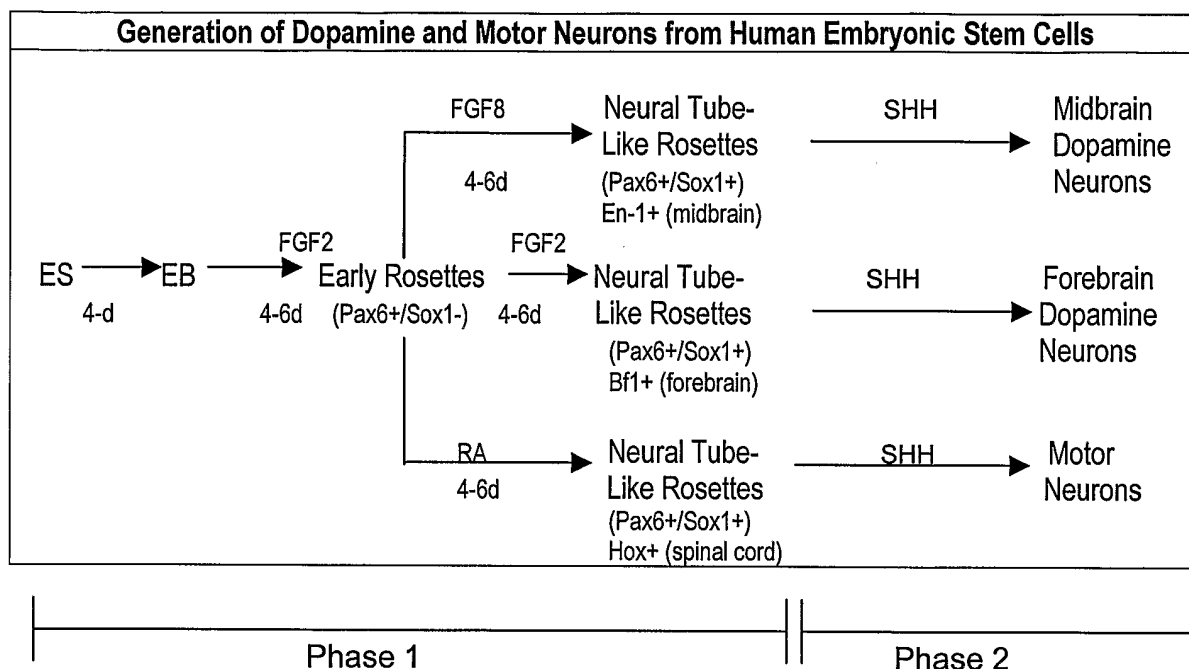 Generation of Dopamine and Motor Neurons from Human Embryonic Stem Cells
FGF8
4-6d
Neural Tube-
Like Rosettes
(Pax6+/Sox1+)
En-1+ (midbrain)
SHH
Midbrain
Dopamine
Neurons
ES
4-d
EB
FGF2
4-6d
Early Rosettes
(Pax6+/Sox1-)
FGF2
4-6d
Neural Tube-
Like Rosettes
(Pax6+/Sox1+)
Bf1+ (forebrain)
SHH
Forebrain
Dopamine
Neurons
RA
4-6d
Neural Tube-
Like Rosettes
(Pax6+/Sox1+)
Hox+ (spinal cord)
SHH
Motor
Neurons
Phase 1
Phase 2